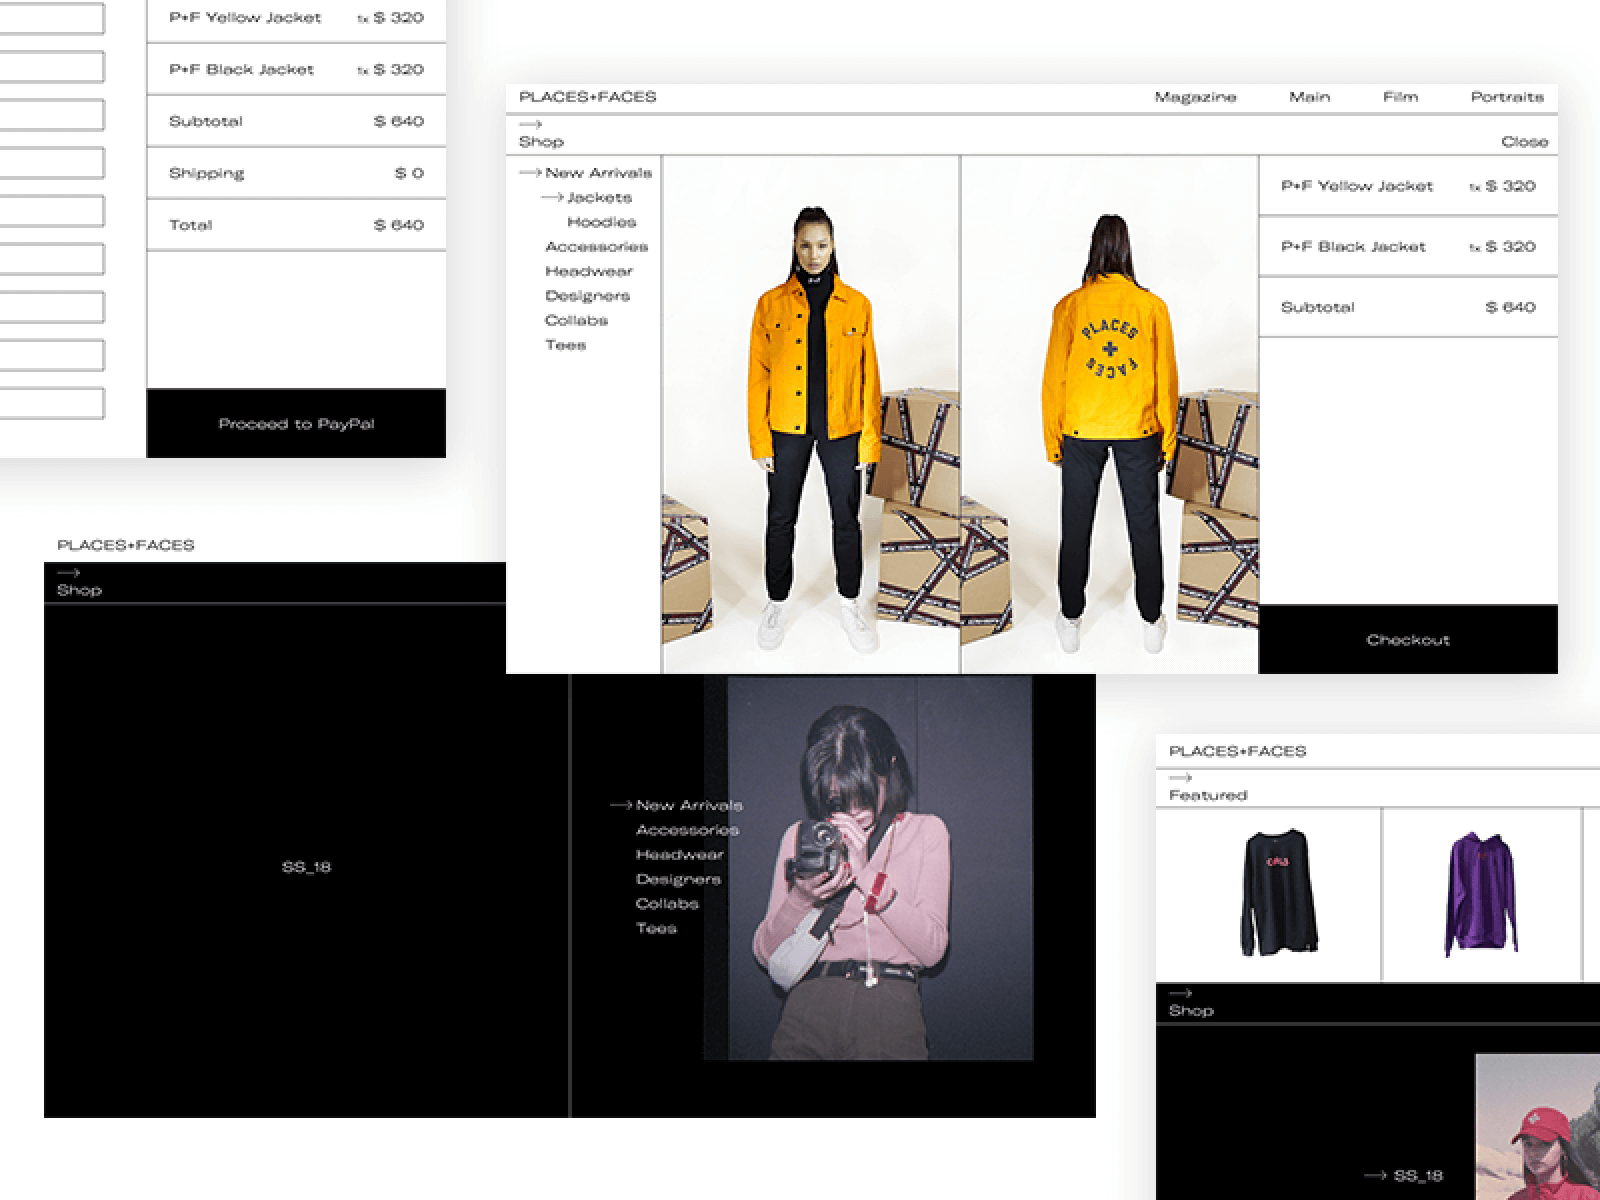 P+F Yellow Jacket 1x $ 320
P+F Black Jacket 1x $ 320
Subtotal $ 640
Shipping $ 0
Total $ 640
Proceed to PayPal
PLACES+FACES Magazine Main Film Portraits
→
Shop Close
→ New Arrivals
→ Jackets
Hoodies
Accessories
Headwear
Designers
Collabs
Tees
PLACES
+
FACES
P+F Yellow Jacket 1x $ 320
P+F Black Jacket 1x $ 320
Subtotal $ 640
Checkout
PLACES+FACES
→
Shop
SS_18
→ New Arrivals
Accessories
Headwear
Designers
Collabs
Tees
PLACES+FACES
→
Featured
→
Shop
→ SS_18